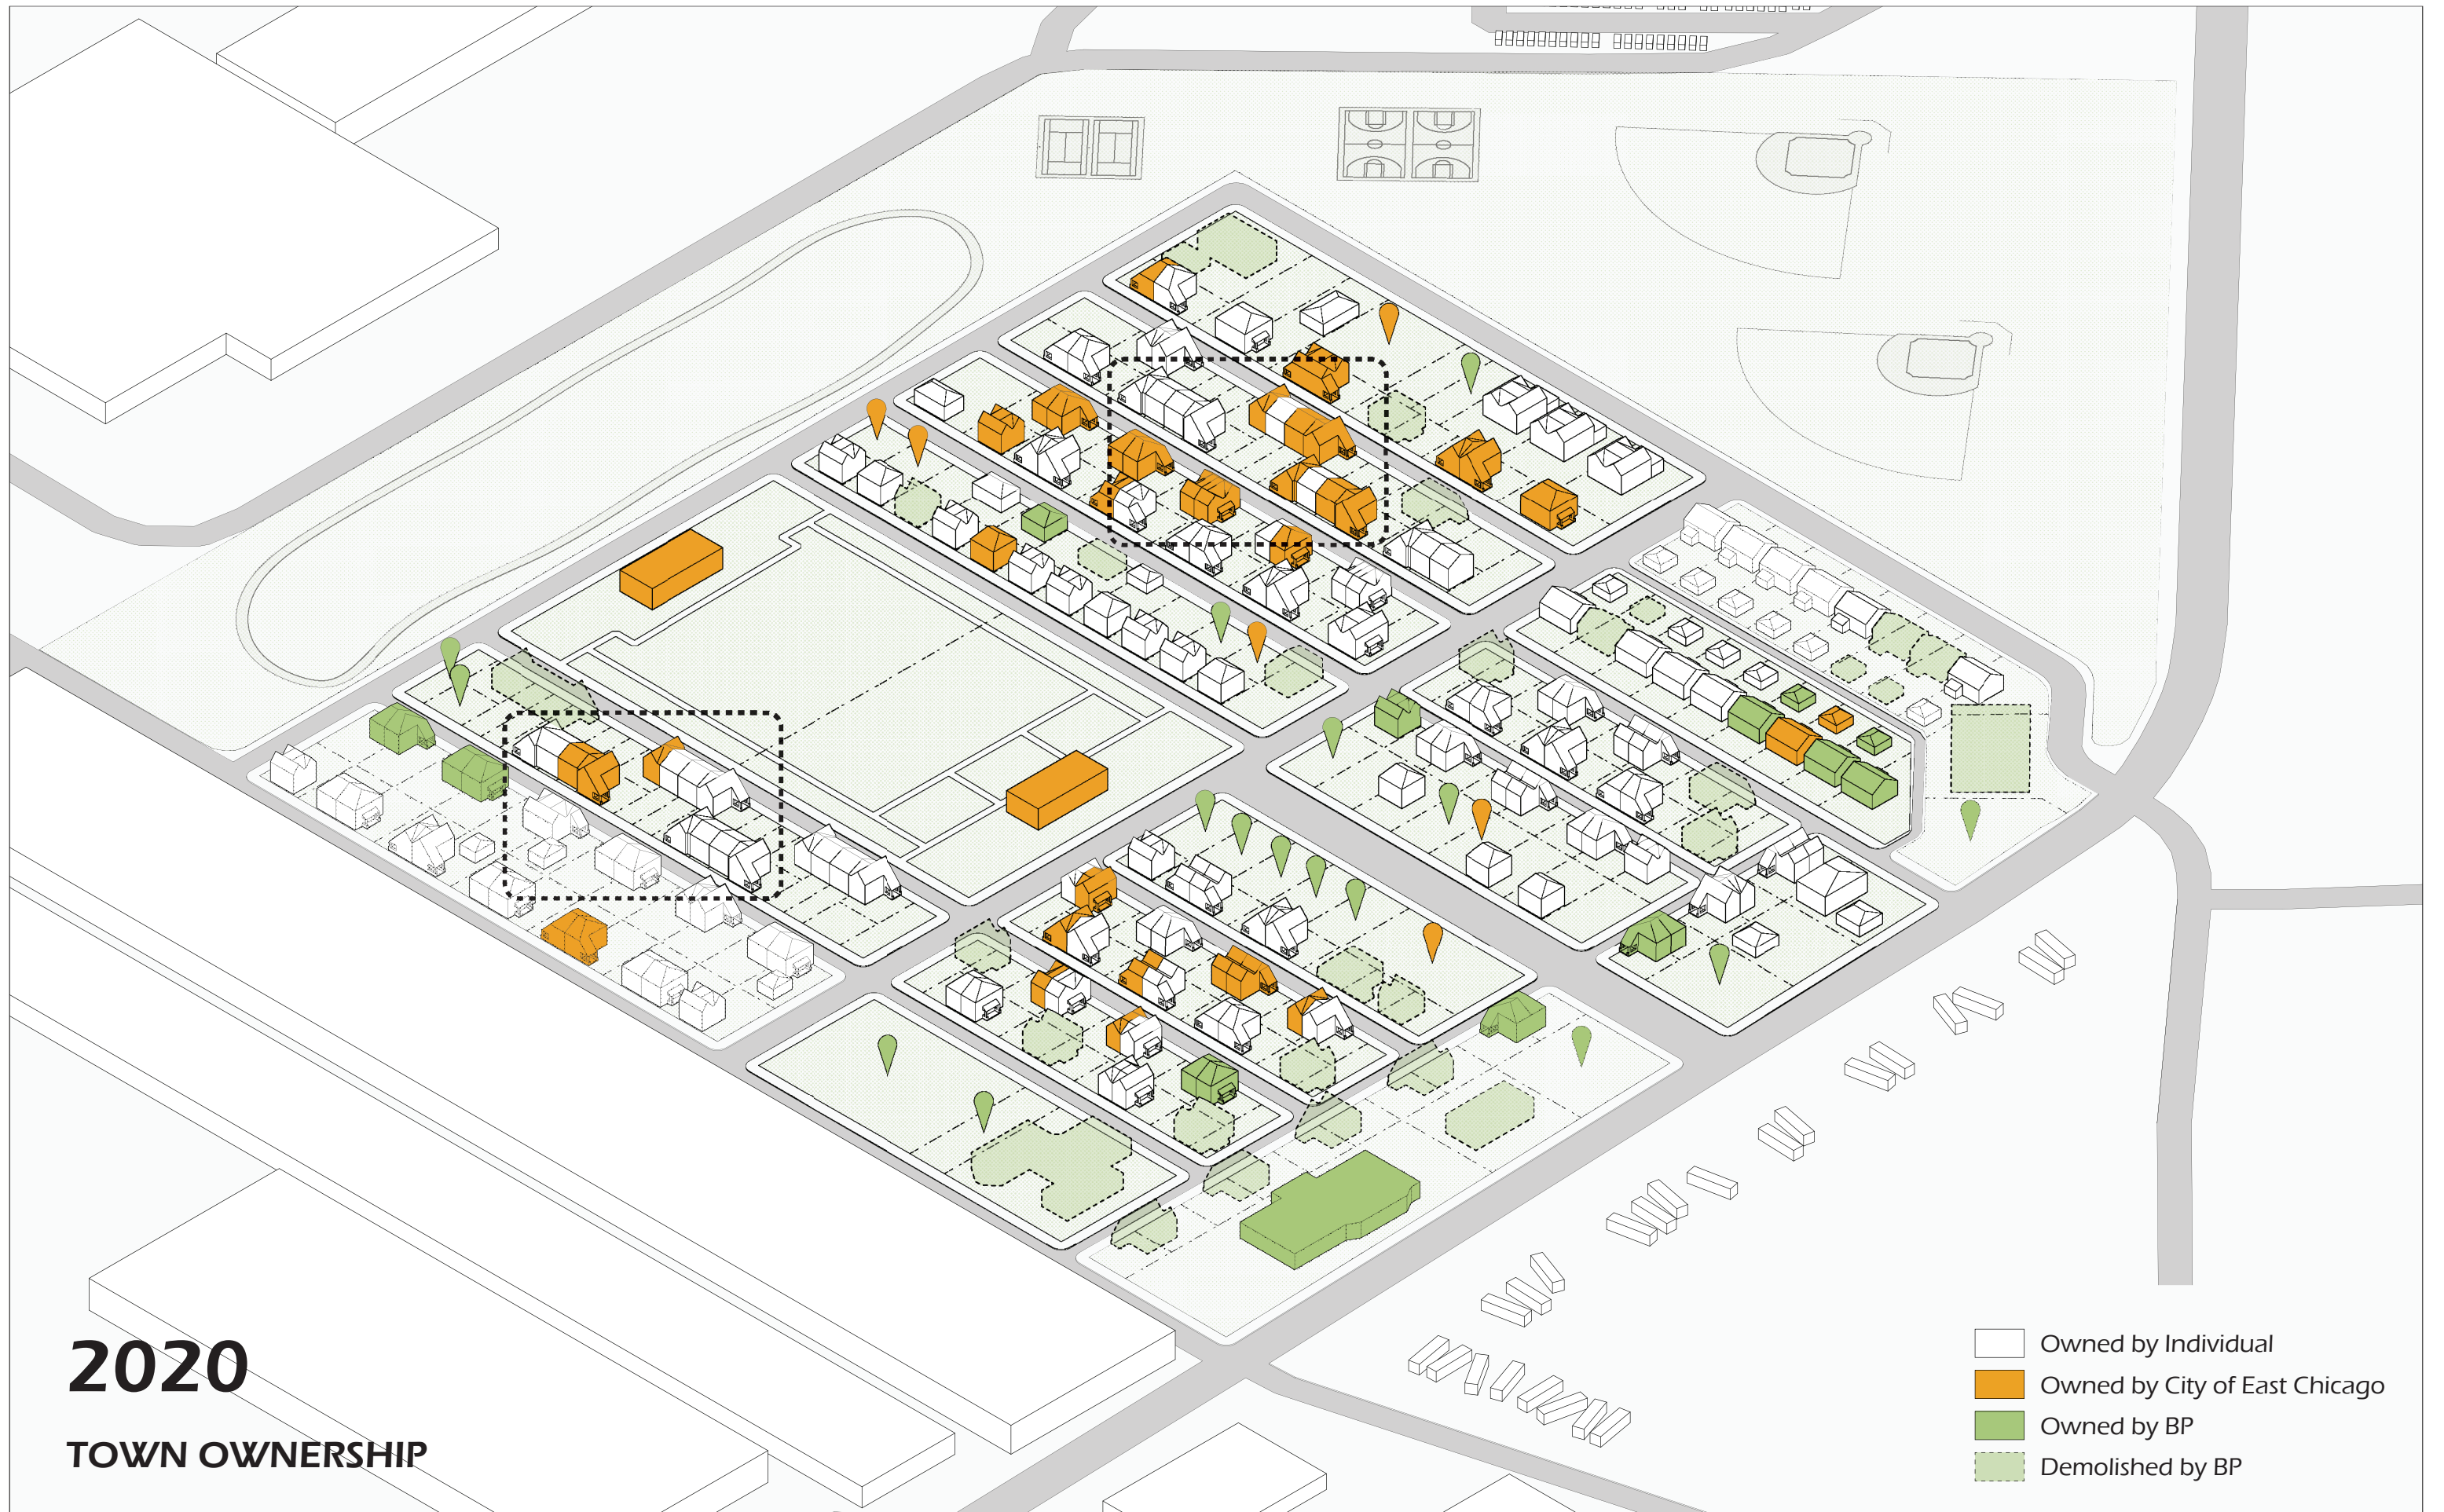 2020
TOWN OWNERSHIP
Owned by Individual
Owned by City of East Chicago
Owned by BP
Demolished by BP